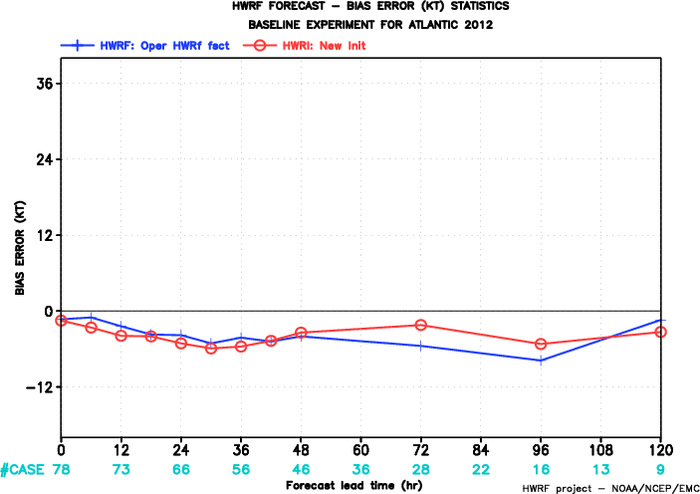 HWRF FORECAST - BIAS ERROR (KT) STATISTICS
BASELINE EXPERIMENT FOR ATLANTIC 2012
HWRF: Oper HWRf fact HWRI: New Init
36
24
12
0
-12
BIAS ERROR (KT)
0 12 24 36 48 60 72 84 96 108 120
#CASE 78 73 66 56 46 36 28 22 16 13 9
Forecast lead time (hr)
HWRF project - NOAA/NCEP/EMC